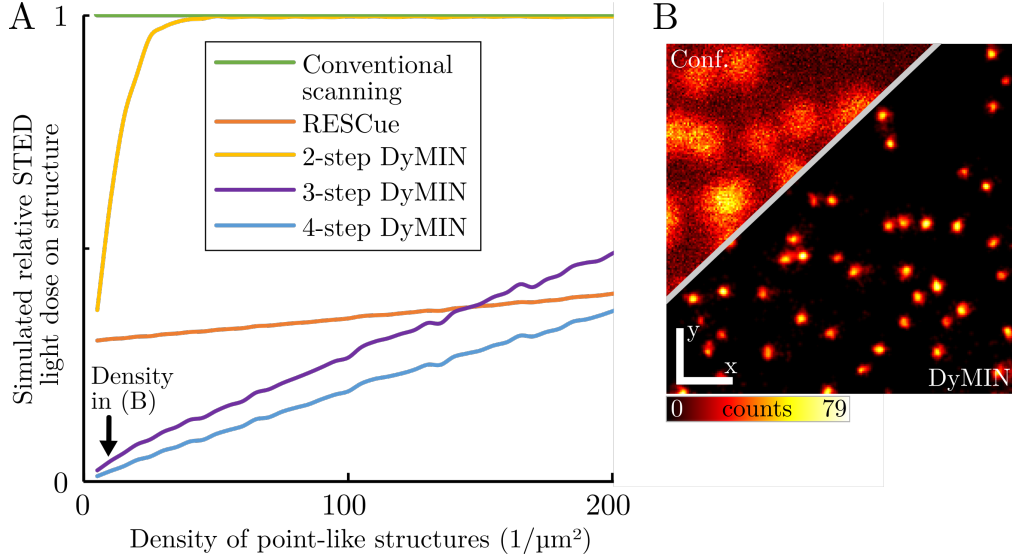 A
1
Simulated relative STED
light dose on structure
Conventional
scanning
RESCue
2-step DyMIN
3-step DyMIN
4-step DyMIN
Density
in (B)
0
0
100
200
Density of point-like structures (1/µm²)
B
Conf.
y
x
DyMIN
0 counts 79